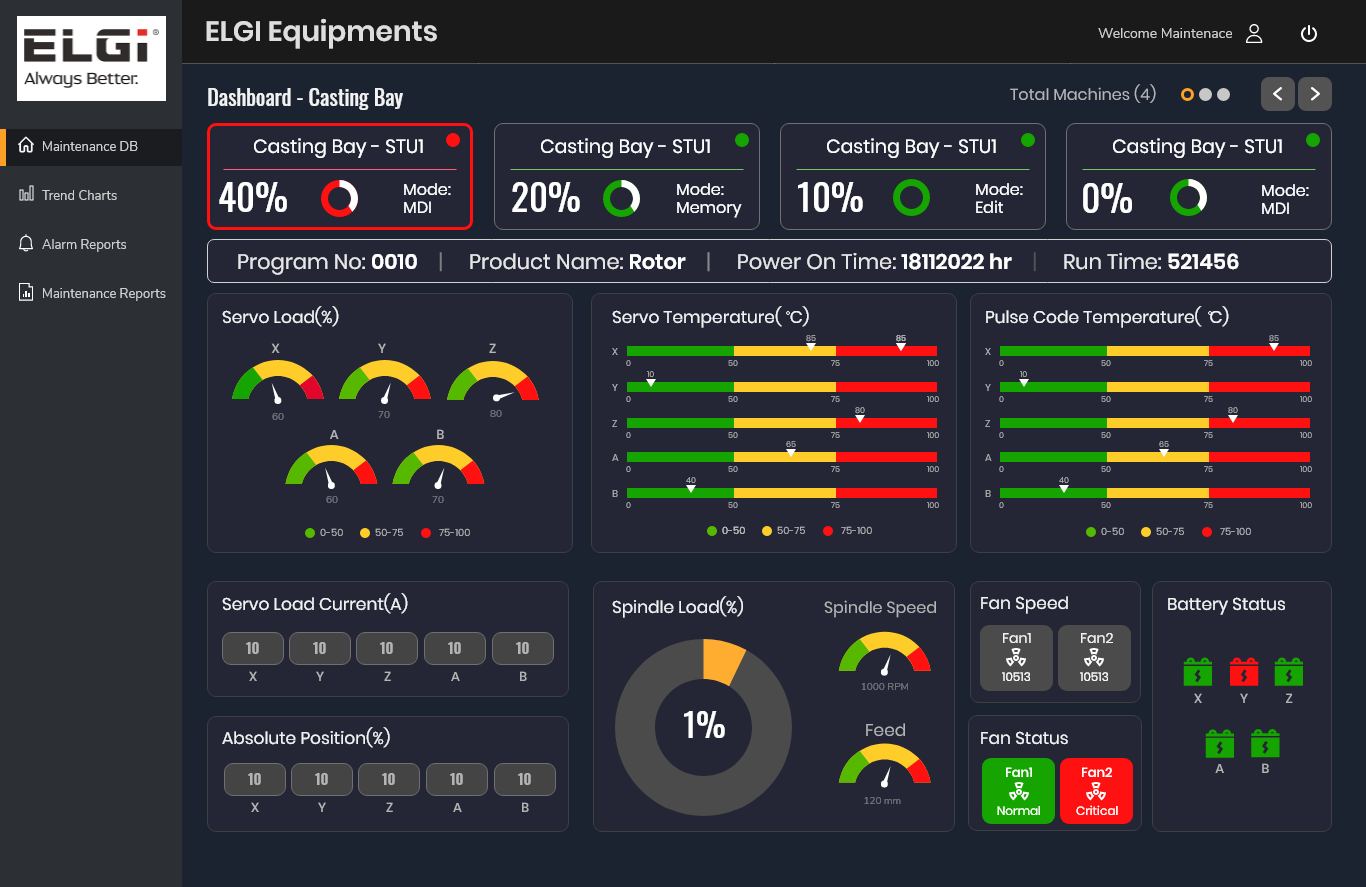 ELGi®
Always Better.
ELGI Equipments
Welcome Maintenace
Maintenance DB
Trend Charts
Alarm Reports
Maintenance Reports
Dashboard - Casting Bay
Total Machines (4)
Casting Bay - STU1
40%
Mode:
MDI
Casting Bay - STU1
20%
Mode:
Memory
Casting Bay - STU1
10%
Mode:
Edit
Casting Bay - STU1
0%
Mode:
MDI
Program No: 0010 | Product Name: Rotor | Power On Time: 18112022 hr | Run Time: 521456
Servo Load(%)
X Y Z
60 70 80
A B
60 70
0-50 50-75 75-100
Servo Temperature( °C)
85 85
X
0 50 75 100
10
Y
0 50 75 100
80
Z
0 50 75 100
65
A
0 50 75 100
40
B
0 50 75 100
0-50 50-75 75-100
Pulse Code Temperature( °C)
85
X
0 50 75 100
10
Y
0 50 75 100
80
Z
0 50 75 100
65
A
0 50 75 100
40
B
0 50 75 100
0-50 50-75 75-100
Servo Load Current(A)
10 10 10 10 10
X Y Z A B
Absolute Position(%)
10 10 10 10 10
X Y Z A B
Spindle Load(%)
1%
Spindle Speed
1000 RPM
Feed
120 mm
Fan Speed
Fan1 Fan2
10513 10513
Fan Status
Fan1 Fan2
Normal Critical
Battery Status
X Y Z
A B